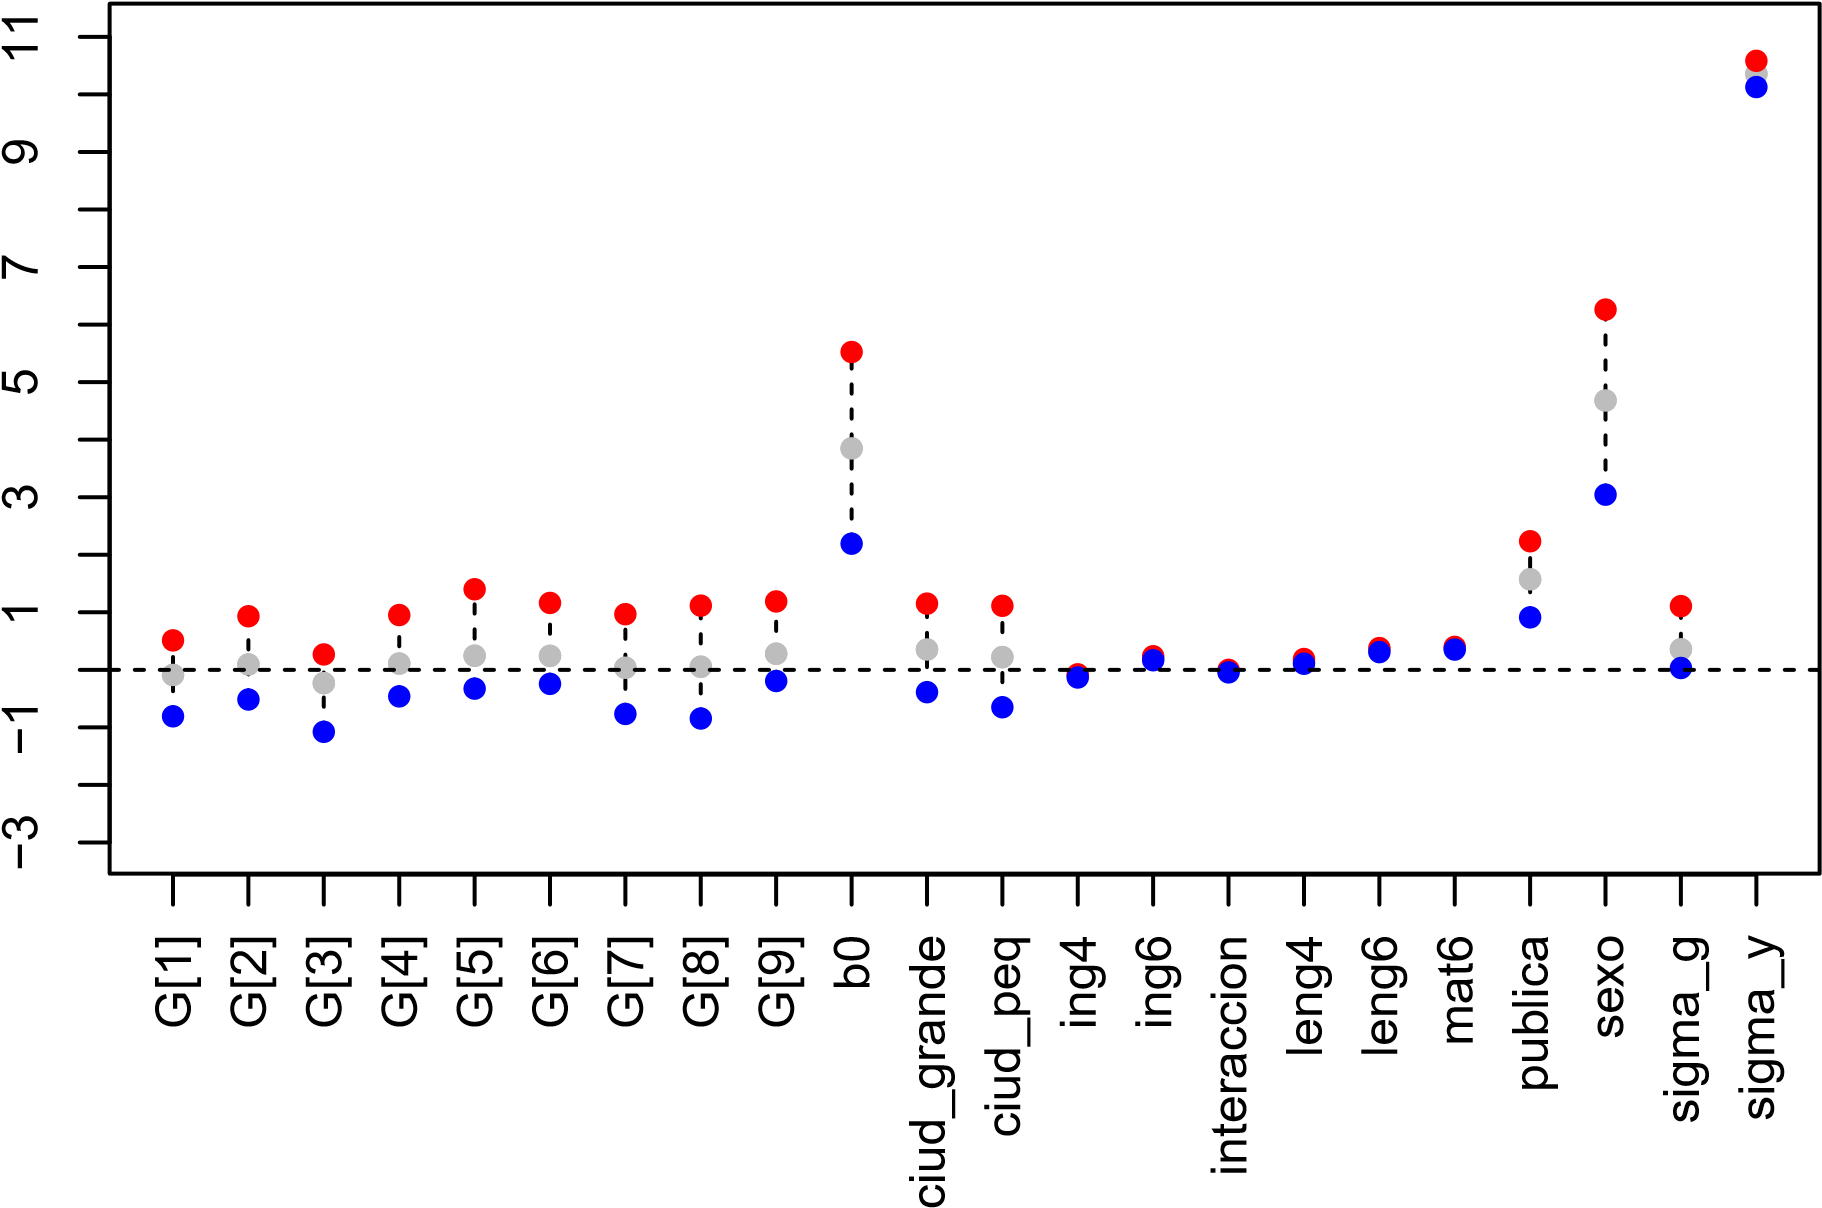 11
9
7
5
3
1
−1
−3
G[1]
G[2]
G[3]
G[4]
G[5]
G[6]
G[7]
G[8]
G[9]
b0
ciud_grande
ciud_peq
ing4
ing6
interaccion
leng4
leng6
mat6
publica
sexo
sigma_g
sigma_y